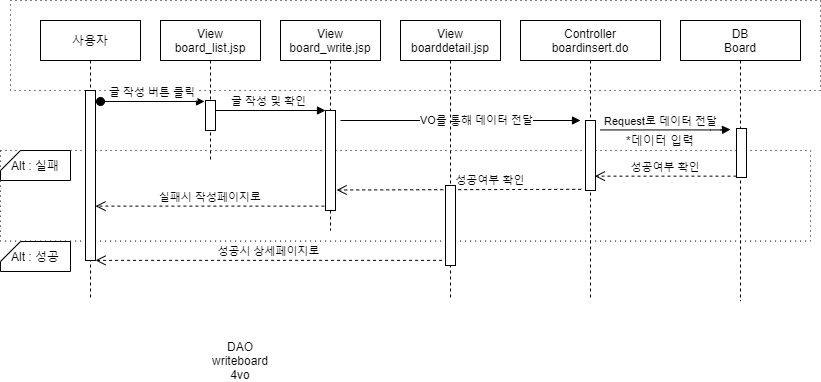 사용자
View
board_list.jsp
View
board_write.jsp
View
boarddetail.jsp
Controller
boardinsert.do
DB
Board
글 작성 버튼 클릭
글 작성 및 확인
VO를 통해 데이터 전달
Request로 데이터 전달
*데이터 입력
Alt : 실패
성공여부 확인
성공여부 확인
실패시 작성페이지로
Alt : 성공
성공시 상세페이지로
DAO
writeboard
4vo